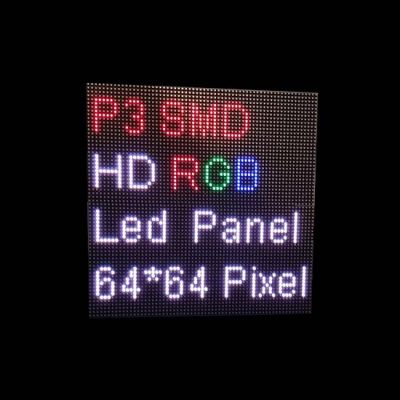 P3 SMD
HD RGB
Led Panel
64*64 Pixel